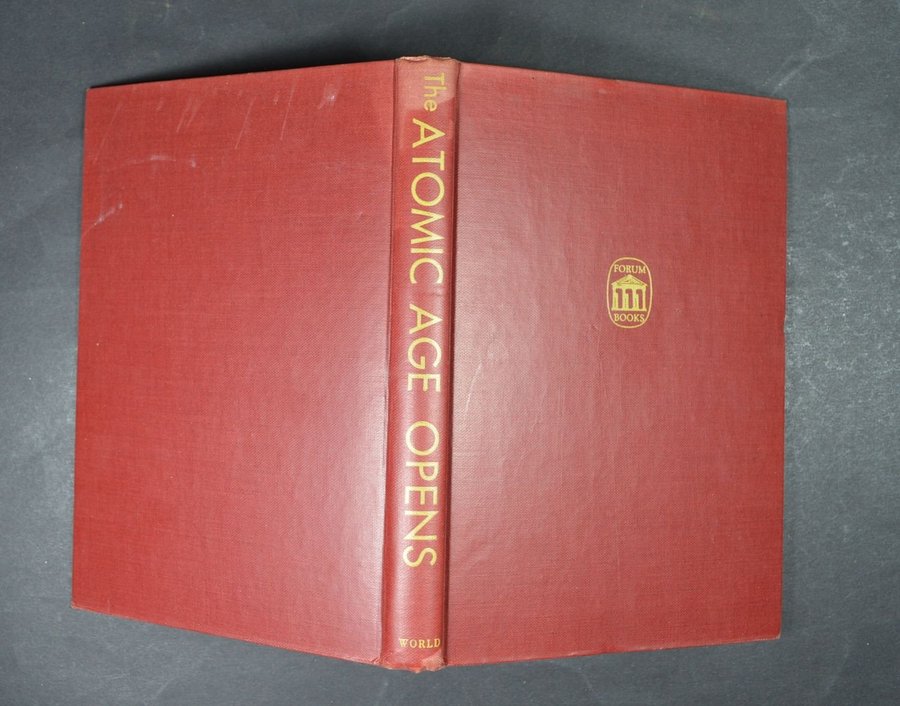 The ATOMIC AGE OPENS
WORLD
FORUM
BOOKS